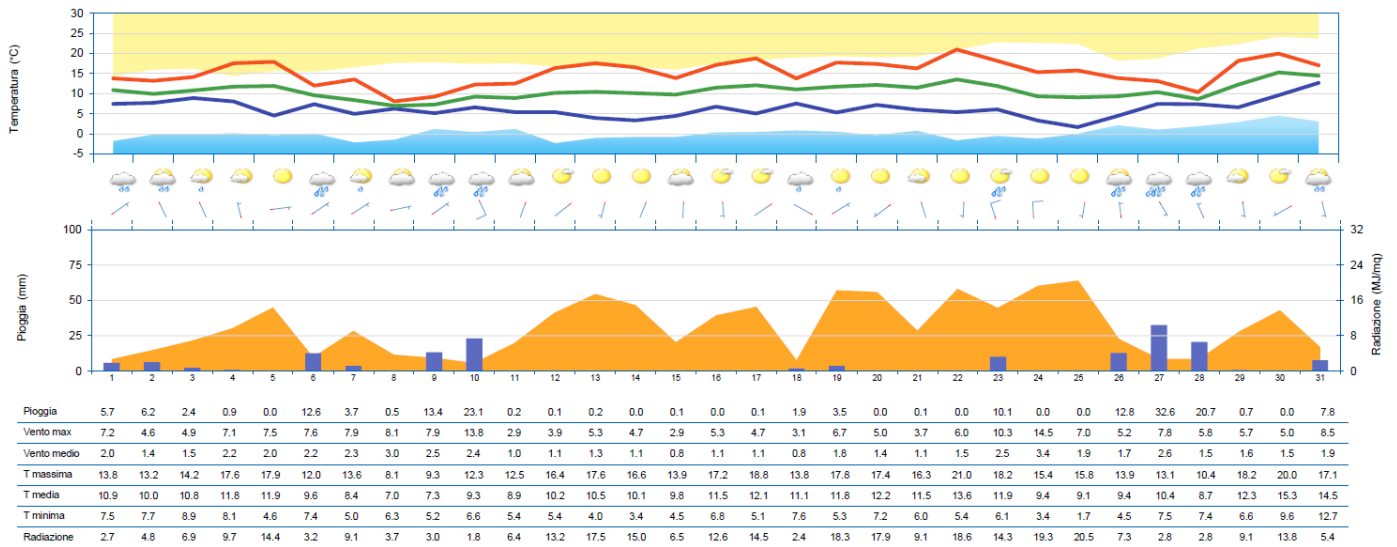 30
25
20
15
10
5
0
-5
Temperatura (°C)
100
75
50
25
0
Pioggia (mm)
32
24
16
8
0
Radiazione (MJ/mq)
1 2 3 4 5 6 7 8 9 10 11 12 13 14 15 16 17 18 19 20 21 22 23 24 25 26 27 28 29 30 31
Pioggia 5.7 6.2 2.4 0.9 0.0 12.6 3.7 0.5 13.4 23.1 0.2 0.1 0.2 0.0 0.1 0.0 0.1 1.9 3.5 0.0 0.1 0.0 10.1 0.0 0.0 12.8 32.6 20.7 0.7 0.0 7.8
Vento max 7.2 4.6 4.9 7.1 7.5 7.6 7.9 8.1 7.9 13.8 2.9 3.9 5.3 4.7 2.9 5.3 4.7 3.1 6.7 5.0 3.7 6.0 10.3 14.5 7.0 5.2 7.8 5.8 5.7 5.0 8.5
Vento medio 2.0 1.4 1.5 2.2 2.0 2.2 2.3 3.0 2.5 2.4 1.0 1.1 1.3 1.1 0.8 1.1 1.1 0.8 1.8 1.4 1.1 1.5 2.5 3.4 1.9 1.7 2.6 1.5 1.6 1.5 1.9
T massima 13.8 13.2 14.2 17.6 17.9 12.0 13.6 8.1 9.3 12.3 12.5 16.4 17.6 16.6 13.9 17.2 18.8 13.8 17.8 17.4 16.3 21.0 18.2 15.4 15.8 13.9 13.1 10.4 18.2 20.0 17.1
T media 10.9 10.0 10.8 11.8 11.9 9.6 8.4 7.0 7.3 9.3 8.9 10.2 10.5 10.1 9.8 11.5 12.1 11.1 11.8 12.2 11.5 13.6 11.9 9.4 9.1 9.4 10.4 8.7 12.3 15.3 14.5
T minima 7.5 7.7 8.9 8.1 4.6 7.4 5.0 6.3 5.2 6.6 5.4 5.4 4.0 3.4 4.5 6.8 5.1 7.6 5.3 7.2 6.0 5.4 6.1 3.4 1.7 4.5 7.5 7.4 6.6 9.6 12.7
Radiazione 2.7 4.8 6.9 9.7 14.4 3.2 9.1 3.7 3.0 1.8 6.4 13.2 17.5 15.0 6.5 12.6 14.5 2.4 18.3 17.9 9.1 18.6 14.3 19.3 20.5 7.3 2.8 2.8 9.1 13.8 5.4